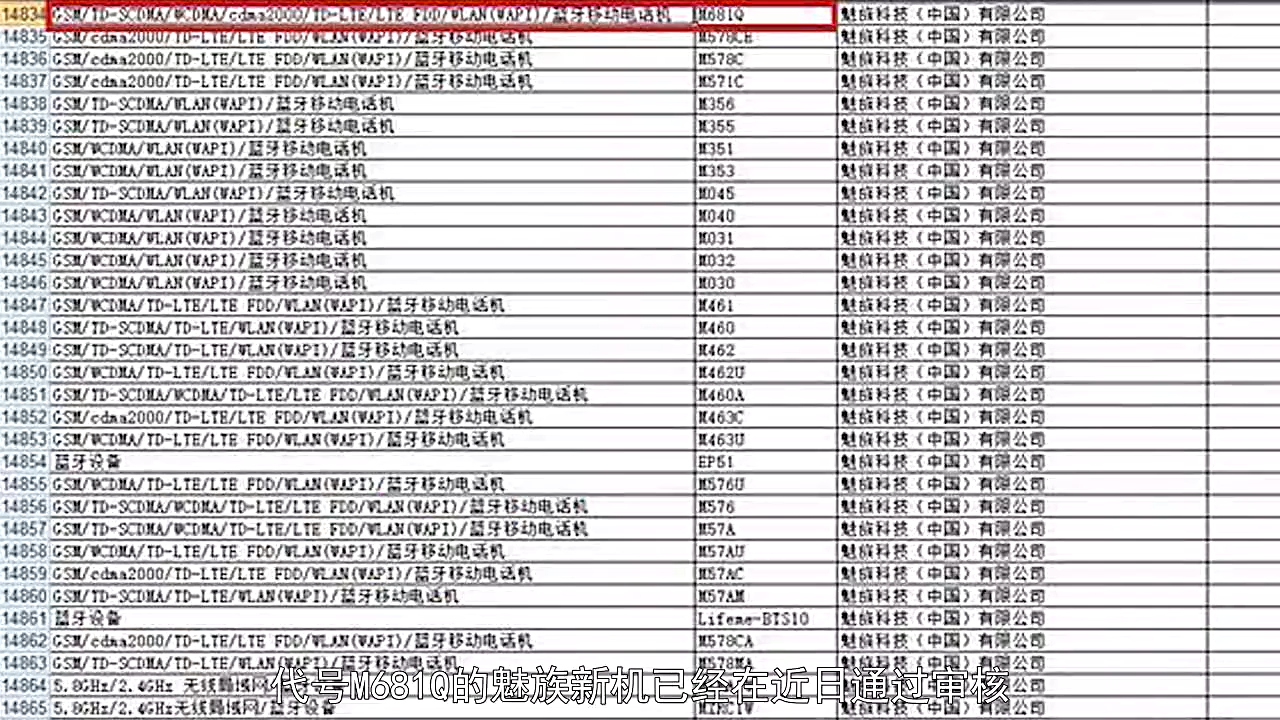 14834 GSM/TD-SCDMA/WCDMA/cdma2000/TD-LTE/LTE FDD/WLAN(WAPI)/蓝牙移动电话机 M681Q 魅族科技(中国)有限公司
14835 GSM/cdma2000/TD-LTE/LTE FDD/WLAN(WAPI)/蓝牙移动电话机 M578CE 魅族科技(中国)有限公司
14836 GSM/cdma2000/TD-LTE/LTE FDD/WLAN(WAPI)/蓝牙移动电话机 M578C 魅族科技(中国)有限公司
14837 GSM/cdma2000/TD-LTE/LTE FDD/WLAN(WAPI)/蓝牙移动电话机 M571C 魅族科技(中国)有限公司
14838 GSM/TD-SCDMA/WLAN(WAPI)/蓝牙移动电话机 M356 魅族科技(中国)有限公司
14839 GSM/TD-SCDMA/WLAN(WAPI)/蓝牙移动电话机 M355 魅族科技(中国)有限公司
14840 GSM/WCDMA/WLAN(WAPI)/蓝牙移动电话机 M351 魅族科技(中国)有限公司
14841 GSM/TD-SCDMA/WLAN(WAPI)/蓝牙移动电话机 M353 魅族科技(中国)有限公司
14842 GSM/TD-SCDMA/WLAN(WAPI)/蓝牙移动电话机 M045 魅族科技(中国)有限公司
14843 GSM/WCDMA/WLAN(WAPI)/蓝牙移动电话机 M040 魅族科技(中国)有限公司
14844 GSM/WCDMA/WLAN(WAPI)/蓝牙移动电话机 M031 魅族科技(中国)有限公司
14845 GSM/WCDMA/WLAN(WAPI)/蓝牙移动电话机 M032 魅族科技(中国)有限公司
14846 GSM/WCDMA/WLAN(WAPI)/蓝牙移动电话机 M030 魅族科技(中国)有限公司
14847 GSM/WCDMA/TD-LTE/LTE FDD/WLAN(WAPI)/蓝牙移动电话机 M461 魅族科技(中国)有限公司
14848 GSM/TD-SCDMA/TD-LTE/WLAN(WAPI)/蓝牙移动电话机 M460 魅族科技(中国)有限公司
14849 GSM/TD-SCDMA/TD-LTE/WLAN(WAPI)/蓝牙移动电话机 M462 魅族科技(中国)有限公司
14850 GSM/WCDMA/TD-LTE/LTE FDD/WLAN(WAPI)/蓝牙移动电话机 M462U 魅族科技(中国)有限公司
14851 GSM/TD-SCDMA/WCDMA/TD-LTE/LTE FDD/WLAN(WAPI)/蓝牙移动电话机 M460A 魅族科技(中国)有限公司
14852 GSM/cdma2000/TD-LTE/LTE FDD/WLAN(WAPI)/蓝牙移动电话机 M463C 魅族科技(中国)有限公司
14853 GSM/WCDMA/TD-LTE/LTE FDD/WLAN(WAPI)/蓝牙移动电话机 M463U 魅族科技(中国)有限公司
14854 蓝牙设备 EP51 魅族科技(中国)有限公司
14855 GSM/WCDMA/TD-LTE/LTE FDD/WLAN(WAPI)/蓝牙移动电话机 M576U 魅族科技(中国)有限公司
14856 GSM/TD-SCDMA/WCDMA/TD-LTE/LTE FDD/WLAN(WAPI)/蓝牙移动电话机 M576 魅族科技(中国)有限公司
14857 GSM/TD-SCDMA/WCDMA/TD-LTE/LTE FDD/WLAN(WAPI)/蓝牙移动电话机 M57A 魅族科技(中国)有限公司
14858 GSM/WCDMA/TD-LTE/LTE FDD/WLAN(WAPI)/蓝牙移动电话机 M57AU 魅族科技(中国)有限公司
14859 GSM/cdma2000/TD-LTE/LTE FDD/WLAN(WAPI)/蓝牙移动电话机 M57AC 魅族科技(中国)有限公司
14860 GSM/TD-SCDMA/TD-LTE/WLAN(WAPI)/蓝牙移动电话机 M57AM 魅族科技(中国)有限公司
14861 蓝牙设备 Lifeme-BTS10 魅族科技(中国)有限公司
14862 GSM/cdma2000/TD-LTE/LTE FDD/WLAN(WAPI)/蓝牙移动电话机 M578CA 魅族科技(中国)有限公司
14863 GSM/TD-SCDMA/TD-LTE/WLAN(WAPI)/蓝牙移动电话机 M578MA 魅族科技(中国)有限公司
14864 5.8GHz/2.4GHz 无线局域网 魅族科技(中国)有限公司
14865 5.8GHz/2.4GHz无线局域网/蓝牙设备 魅族科技(中国)有限公司
代号M681Q的魅族新机已经在近日通过审核